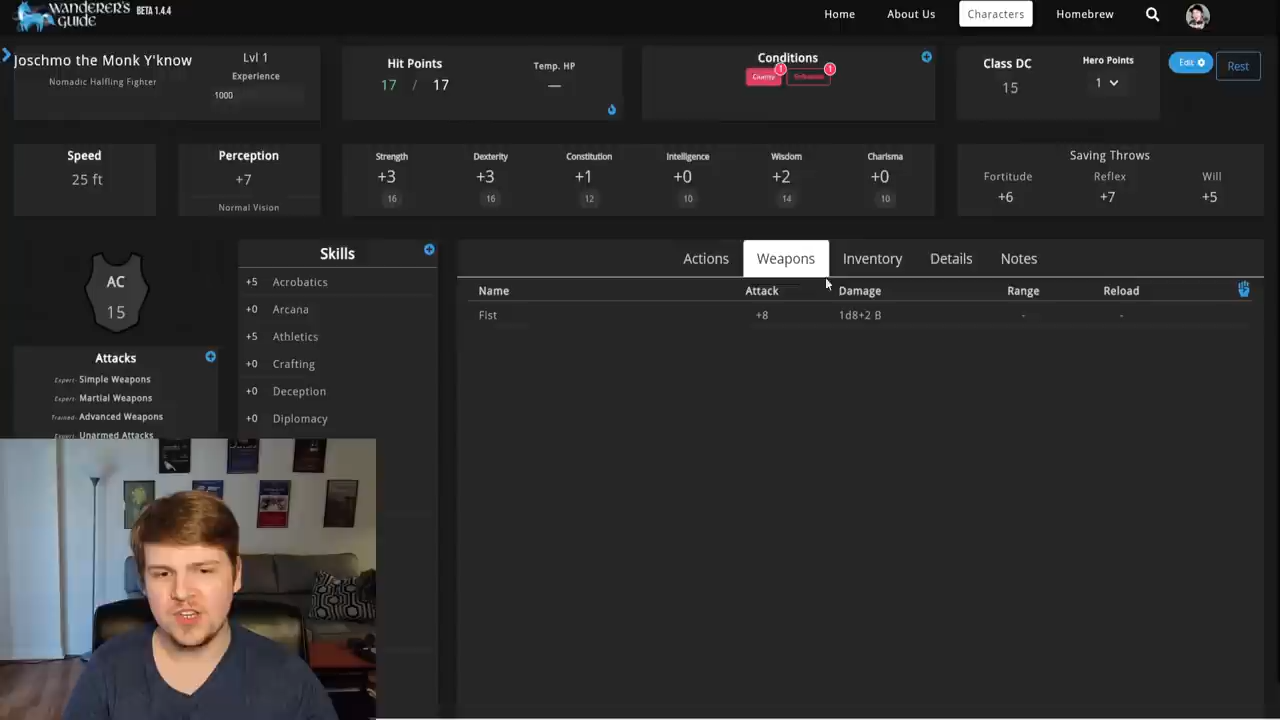 WANDERER'S
GUIDE
BETA 1.4.4
Home
About Us
Characters
Homebrew
Joschmo the Monk Y'know
Nomadic Halfling Fighter
Lvl 1
Experience
1000
Hit Points
17 / 17
Temp. HP
—
Conditions
Clumsy 1
1
Class DC
15
Hero Points
1
Edit
Rest
Speed
25 ft
Perception
+7
Normal Vision
Strength
+3
16
Dexterity
+3
16
Constitution
+1
12
Intelligence
+0
10
Wisdom
+2
14
Charisma
+0
10
Saving Throws
Fortitude
+6
Reflex
+7
Will
+5
AC
15
Attacks
Expert- Simple Weapons
Expert- Martial Weapons
Trained- Advanced Weapons
Expert- Unarmed Attacks
Skills
+5 Acrobatics
+0 Arcana
+5 Athletics
+0 Crafting
+0 Deception
+0 Diplomacy
Actions
Weapons
Inventory
Details
Notes
Name Attack Damage Range Reload
Fist +8 1d8+2 B - -